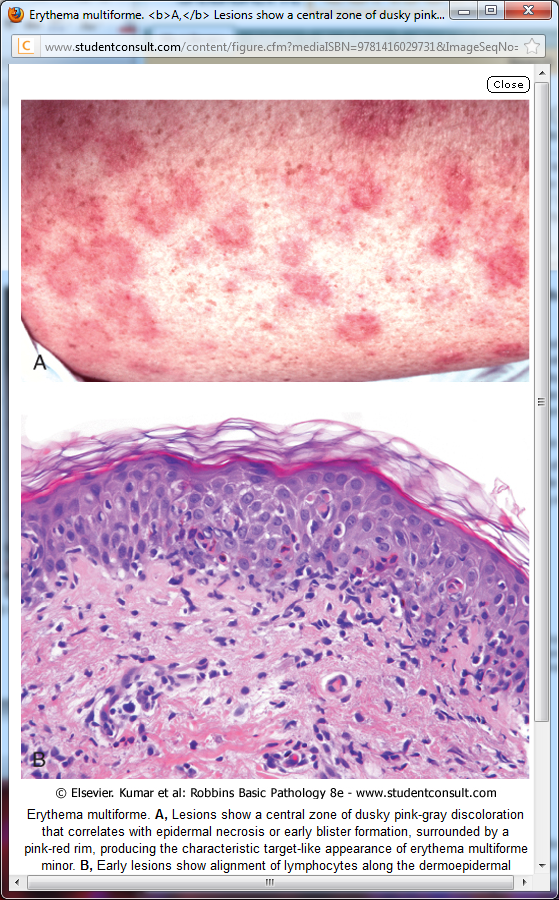 Erythema multiforme. <b>A,</b> Lesions show a central zone of dusky pink...
www.studentconsult.com/content/figure.cfm?mediaISBN=9781416029731&ImageSeqNo=
Close
A
B
© Elsevier. Kumar et al: Robbins Basic Pathology 8e - www.studentconsult.com
Erythema multiforme. A, Lesions show a central zone of dusky pink-gray discoloration
that correlates with epidermal necrosis or early blister formation, surrounded by a
pink-red rim, producing the characteristic target-like appearance of erythema multiforme
minor. B, Early lesions show alignment of lymphocytes along the dermoepidermal